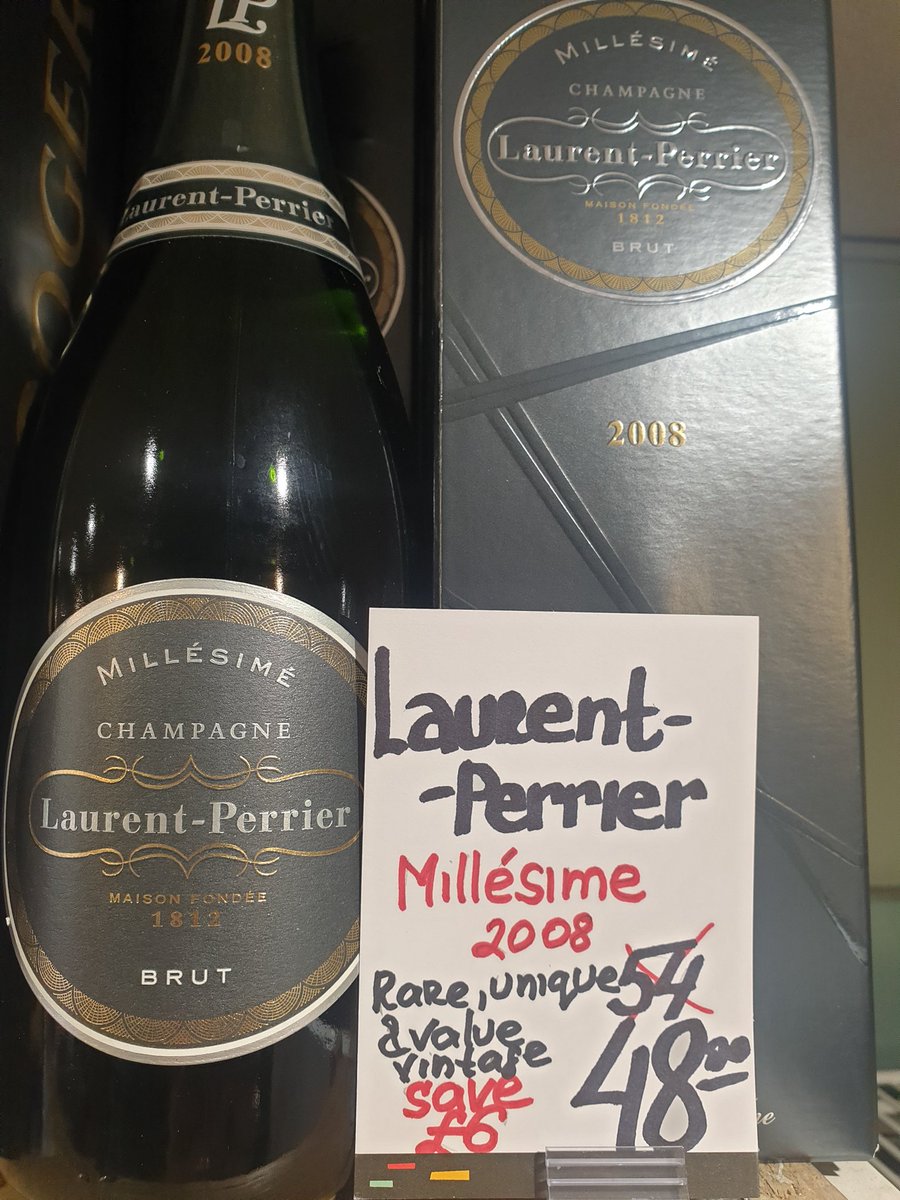 LP
2008
Laurent-Perrier
MILLÉSIMÉ
CHAMPAGNE
Laurent-Perrier
MAISON FONDÉE
1812
BRUT
MILLÉSIMÉ
CHAMPAGNE
Laurent-Perrier
MAISON FONDÉE
1812
BRUT
2008
Laurent-
-Perrier
Millésime
2008
Rare, unique 54
& value
vintage
save
£6
48.00